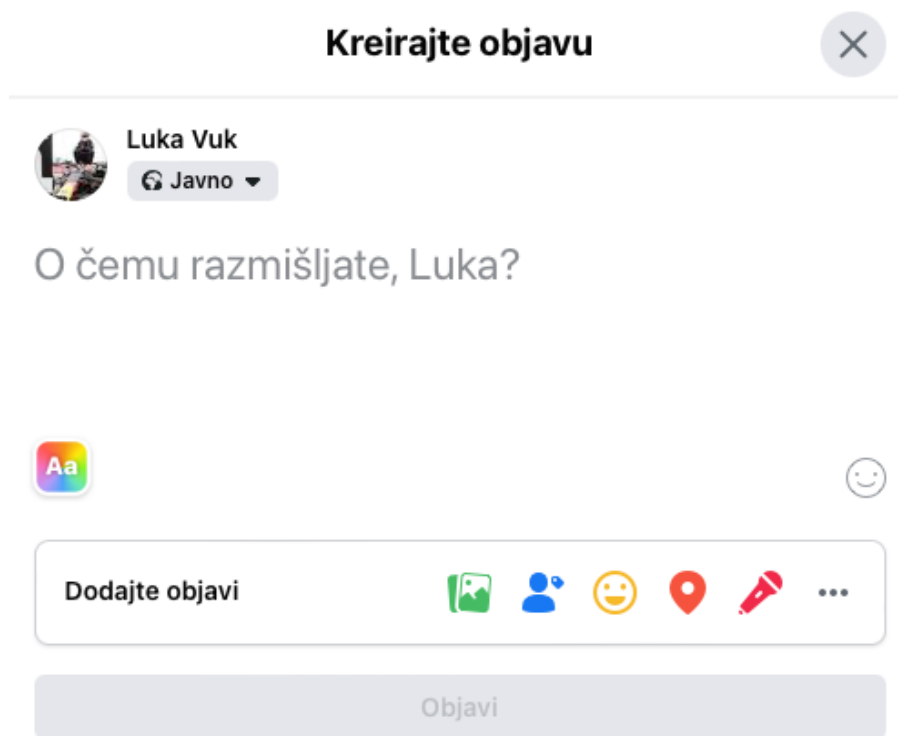 Kreirajte objavu
Luka Vuk
Javno
O čemu razmišljate, Luka?
Aa
Dodajte objavi
Objavi